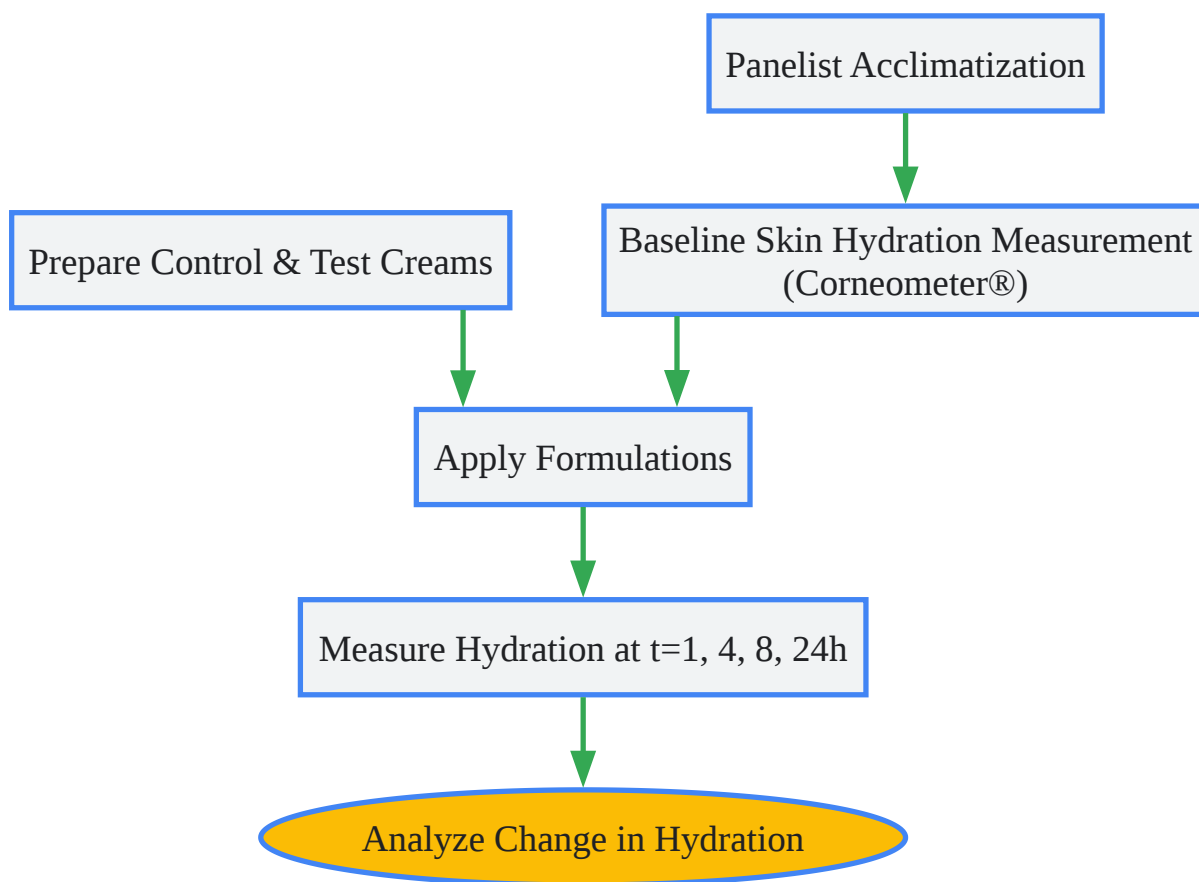 Panelist Acclimatization
Prepare Control & Test Creams
Baseline Skin Hydration Measurement
(Corneometer®)
Apply Formulations
Measure Hydration at t=1, 4, 8, 24h
Analyze Change in Hydration